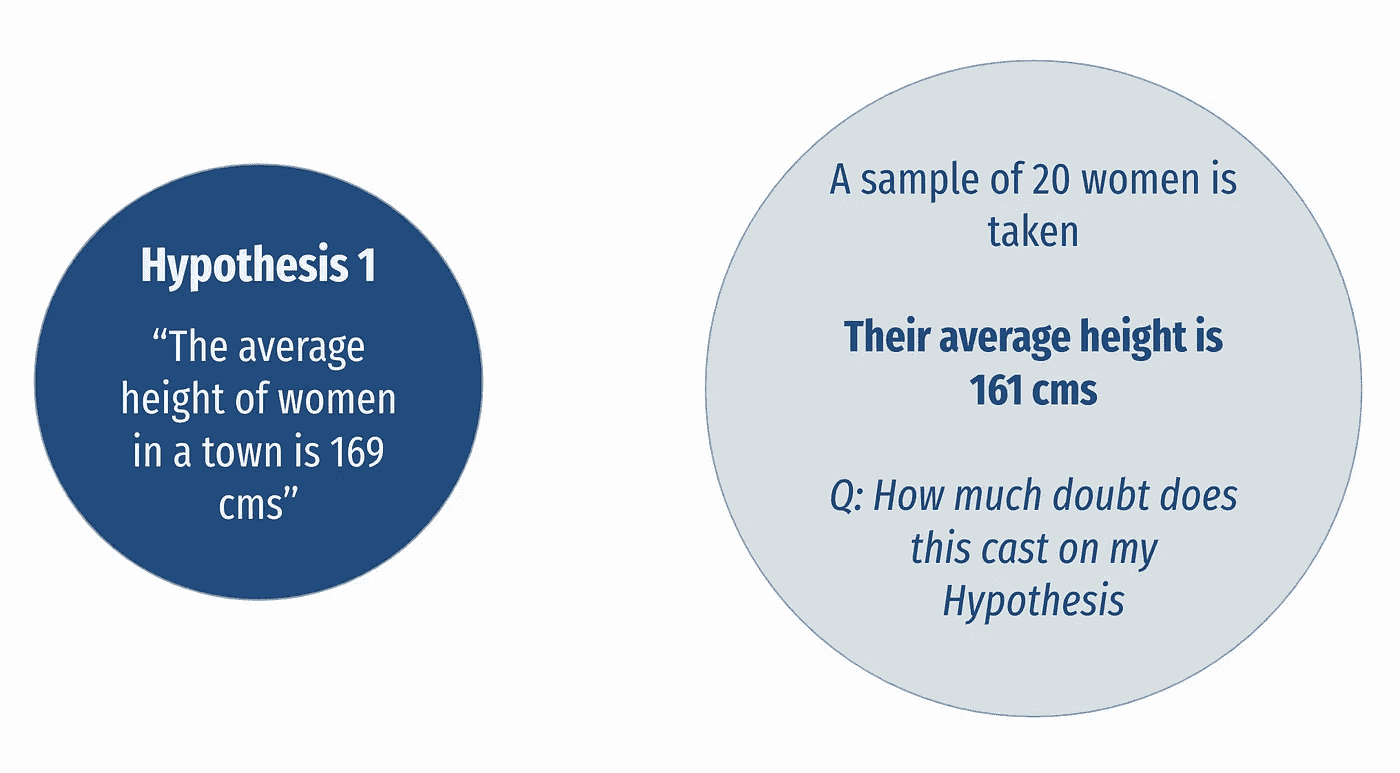 Hypothesis 1
“The average
height of women
in a town is 169
cms”
A sample of 20 women is
taken
Their average height is
161 cms
Q: How much doubt does
this cast on my
Hypothesis